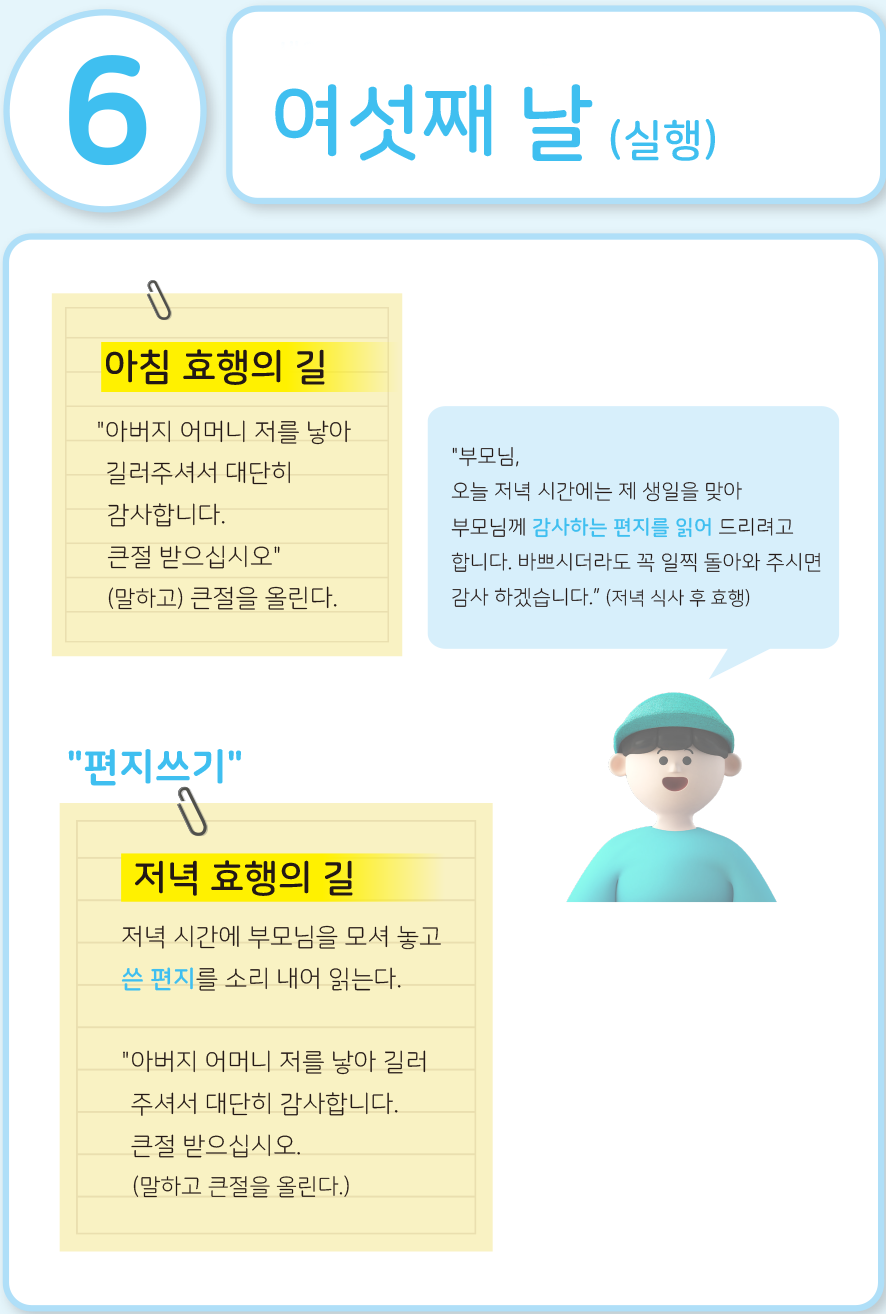 6
여섯째 날 (실행)
아침 효행의 길
"아버지 어머니 저를 낳아
길러주셔서 대단히
감사합니다.
큰절 받으십시오"
(말하고) 큰절을 올린다.
"부모님,
오늘 저녁 시간에는 제 생일을 맞아
부모님께 감사하는 편지를 읽어 드리려고
합니다. 바쁘시더라도 꼭 일찍 돌아와 주시면
감사 하겠습니다.” (저녁 식사 후 효행)
"편지쓰기"
저녁 효행의 길
저녁 시간에 부모님을 모셔 놓고
쓴 편지를 소리 내어 읽는다.
"아버지 어머니 저를 낳아 길러
주셔서 대단히 감사합니다.
큰절 받으십시오.
(말하고 큰절을 올린다.)